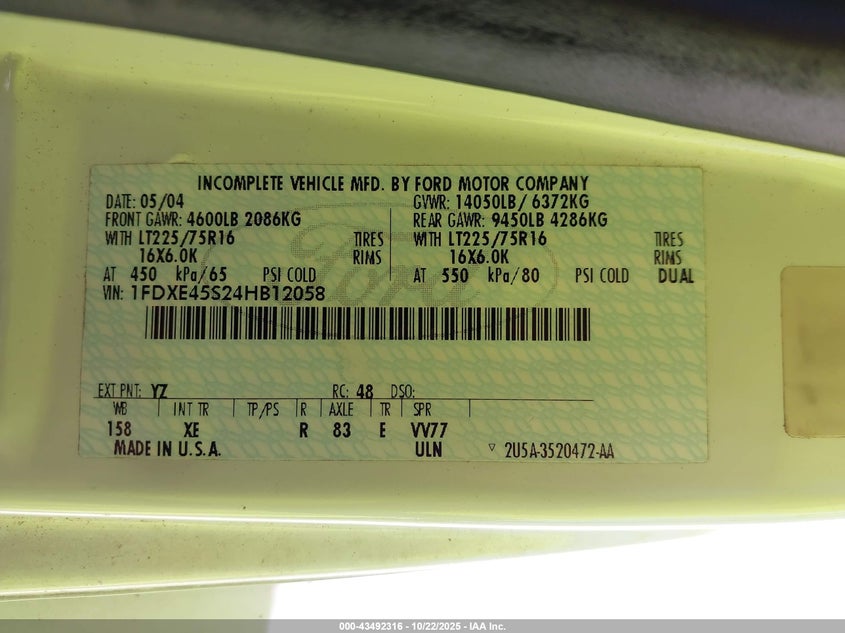 INCOMPLETE VEHICLE MFD. BY FORD MOTOR COMPANY
DATE: 05/04 GVWR: 14050LB/ 6372KG
FRONT GAWR: 4600LB 2086KG REAR GAWR: 9450LB 4286KG
WITH LT225/75R16 TIRES WITH LT225/75R16 TIRES
16X6.0K RIMS 16X6.0K RIMS
AT 450 kPa/65 PSI COLD AT 550 kPa/80 PSI COLD DUAL
VIN: 1FDXE45S24HB12058
Ford
EXT PNT: YZ RC: 48 DSO:
WB INT TR TP/PS R AXLE TR SPR
158 XE R 83 E VV77
MADE IN U.S.A. ULN ▽ 2U5A-3520472-AA
000-43492316 - 10/22/2025 - IAA Inc.